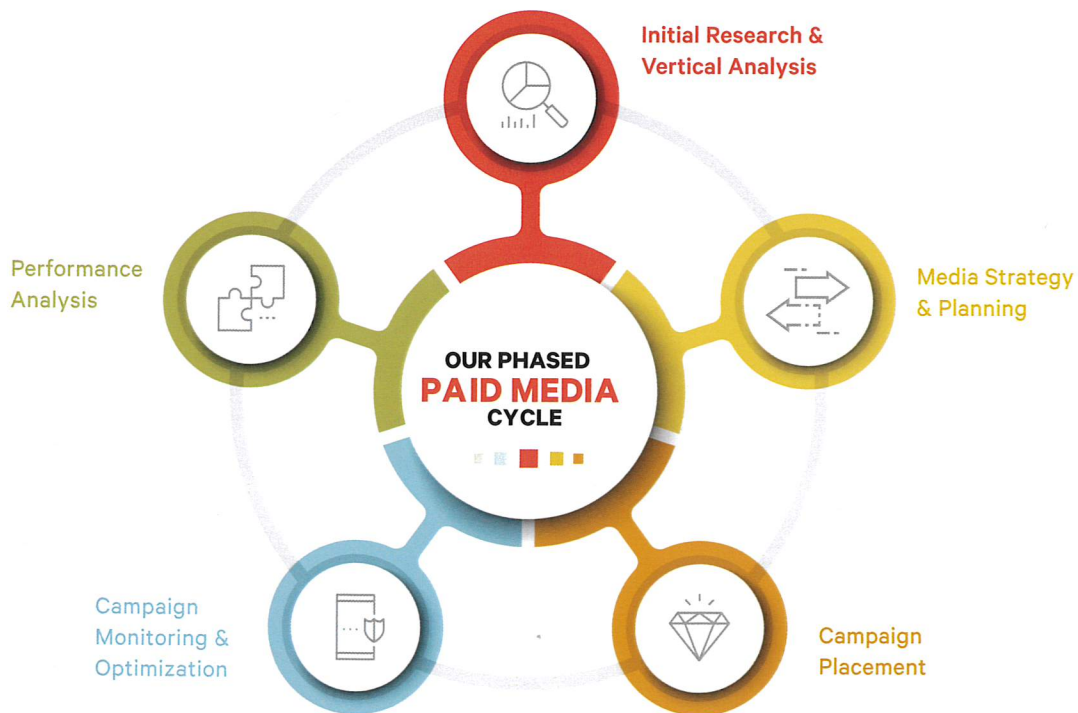 Initial Research &
Vertical Analysis
Media Strategy
& Planning
Campaign
Placement
Campaign
Monitoring &
Optimization
Performance
Analysis
OUR PHASED
PAID MEDIA
CYCLE